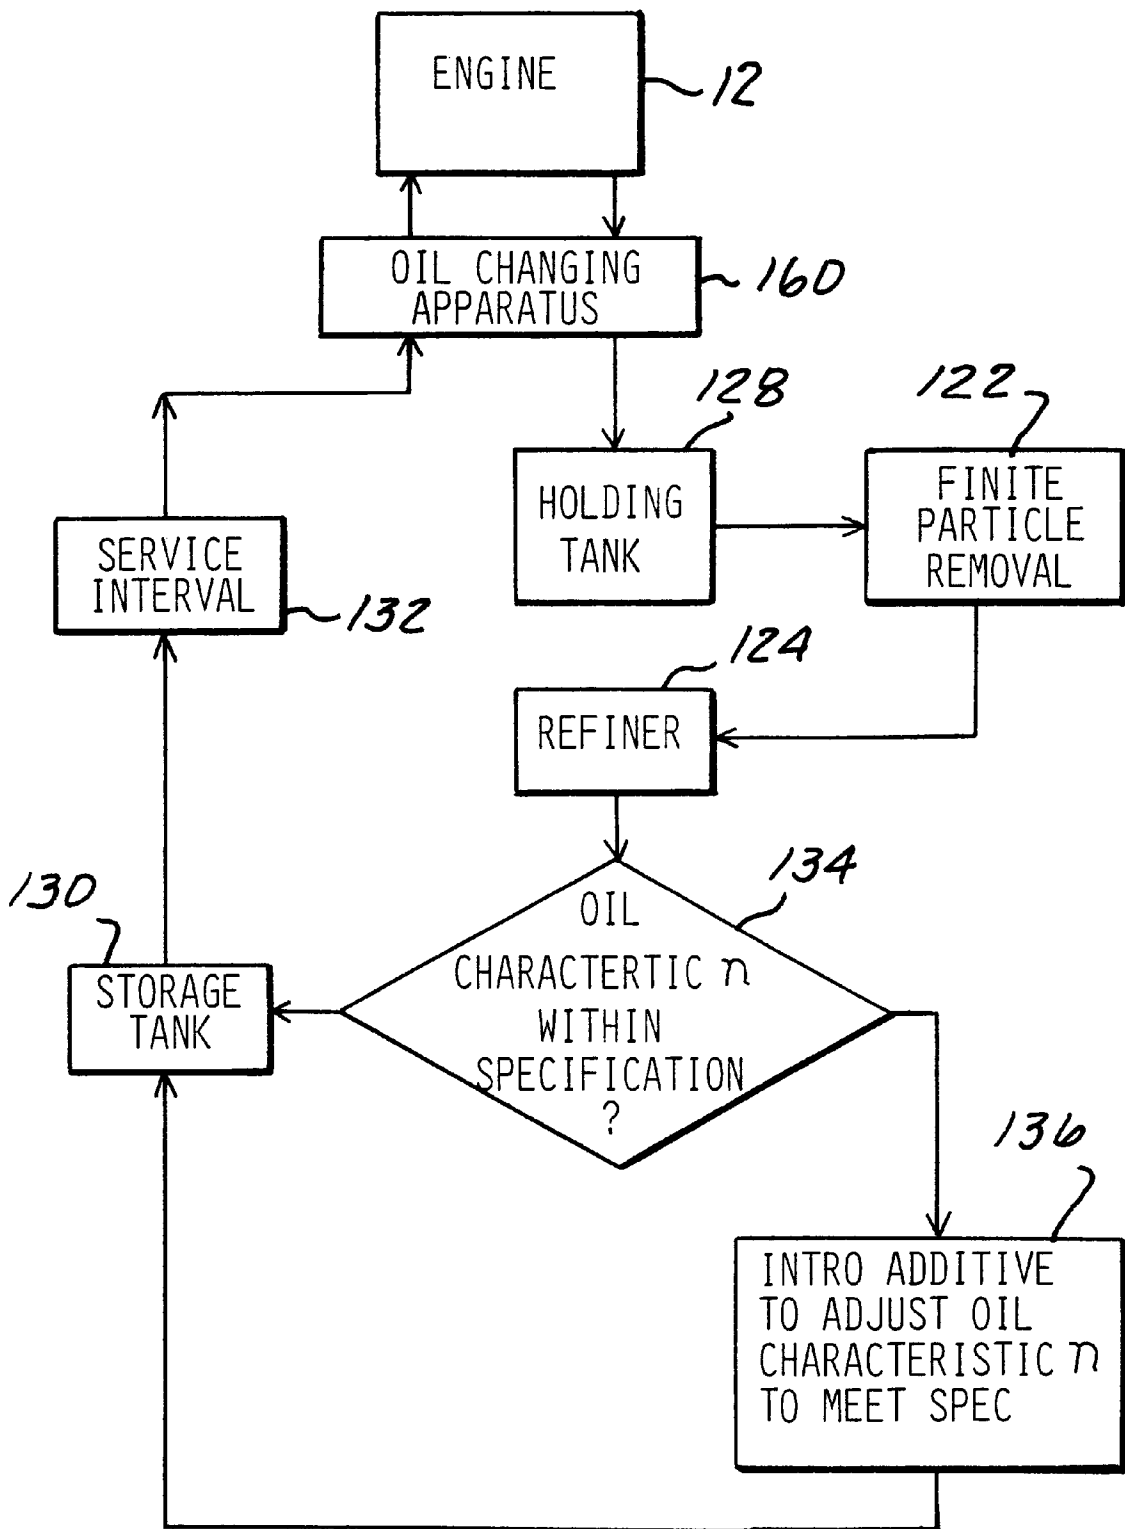 ENGINE
12
OIL CHANGING
APPARATUS
160
128
122
HOLDING
TANK
FINITE
PARTICLE
REMOVAL
SERVICE
INTERVAL
132
124
REFINER
134
130
OIL
CHARACTERTIC n
WITHIN
SPECIFICATION
?
STORAGE
TANK
136
INTRO ADDITIVE
TO ADJUST OIL
CHARACTERISTIC n
TO MEET SPEC